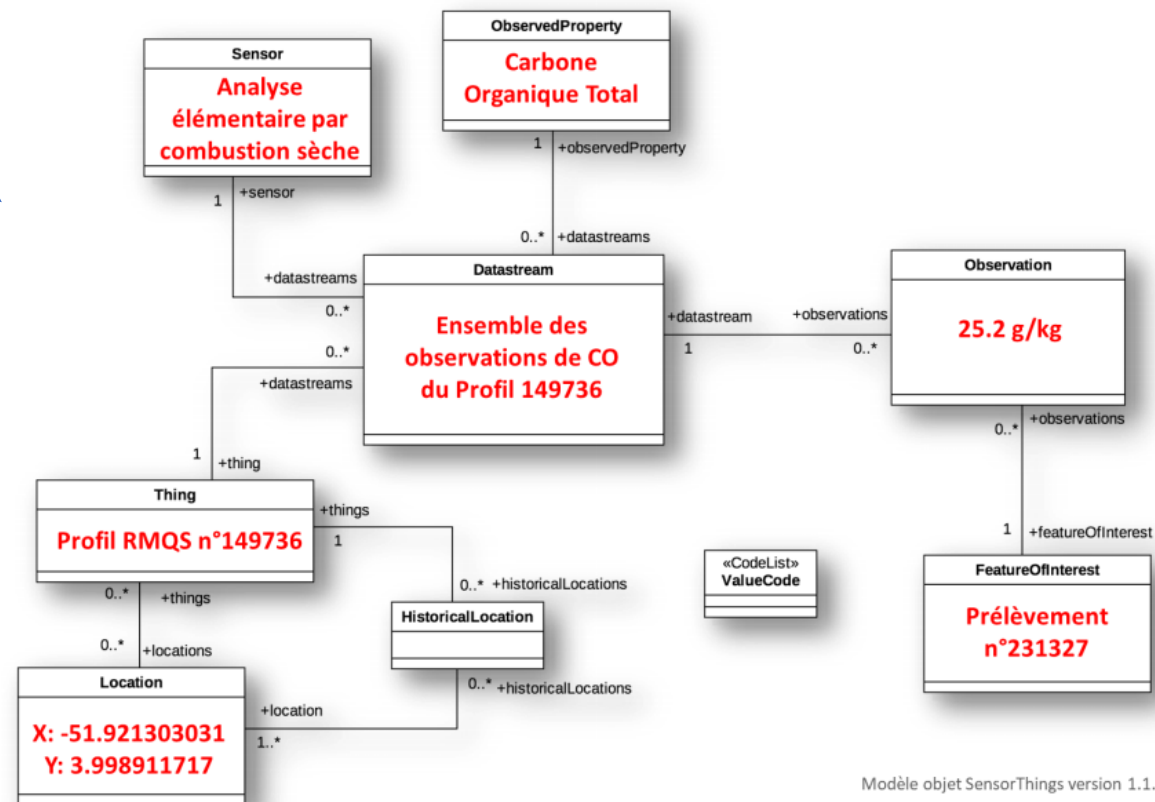 ObservedProperty
Carbone
Organique Total
Sensor
Analyse
élémentaire par
combustion sèche
1
+observedProperty
1
+sensor
0..*
+datastreams
+datastreams
0..*
Datastream
Ensemble des
observations de CO
du Profil 149736
Observation
25.2 g/kg
+datastream
1
+observations
0..*
0..*
+datastreams
1
+thing
0..*
+observations
Thing
Profil RMQS n°149736
+things
1
1
+featureOfInterest
«CodeList»
ValueCode
FeatureOfInterest
Prélèvement
n°231327
0..*
+historicalLocations
HistoricalLocation
0..*
+things
0..*
+locations
0..*
+historicalLocations
Location
X: -51.921303031
Y: 3.998911717
+location
1..*
Modèle objet SensorThings version 1.1.